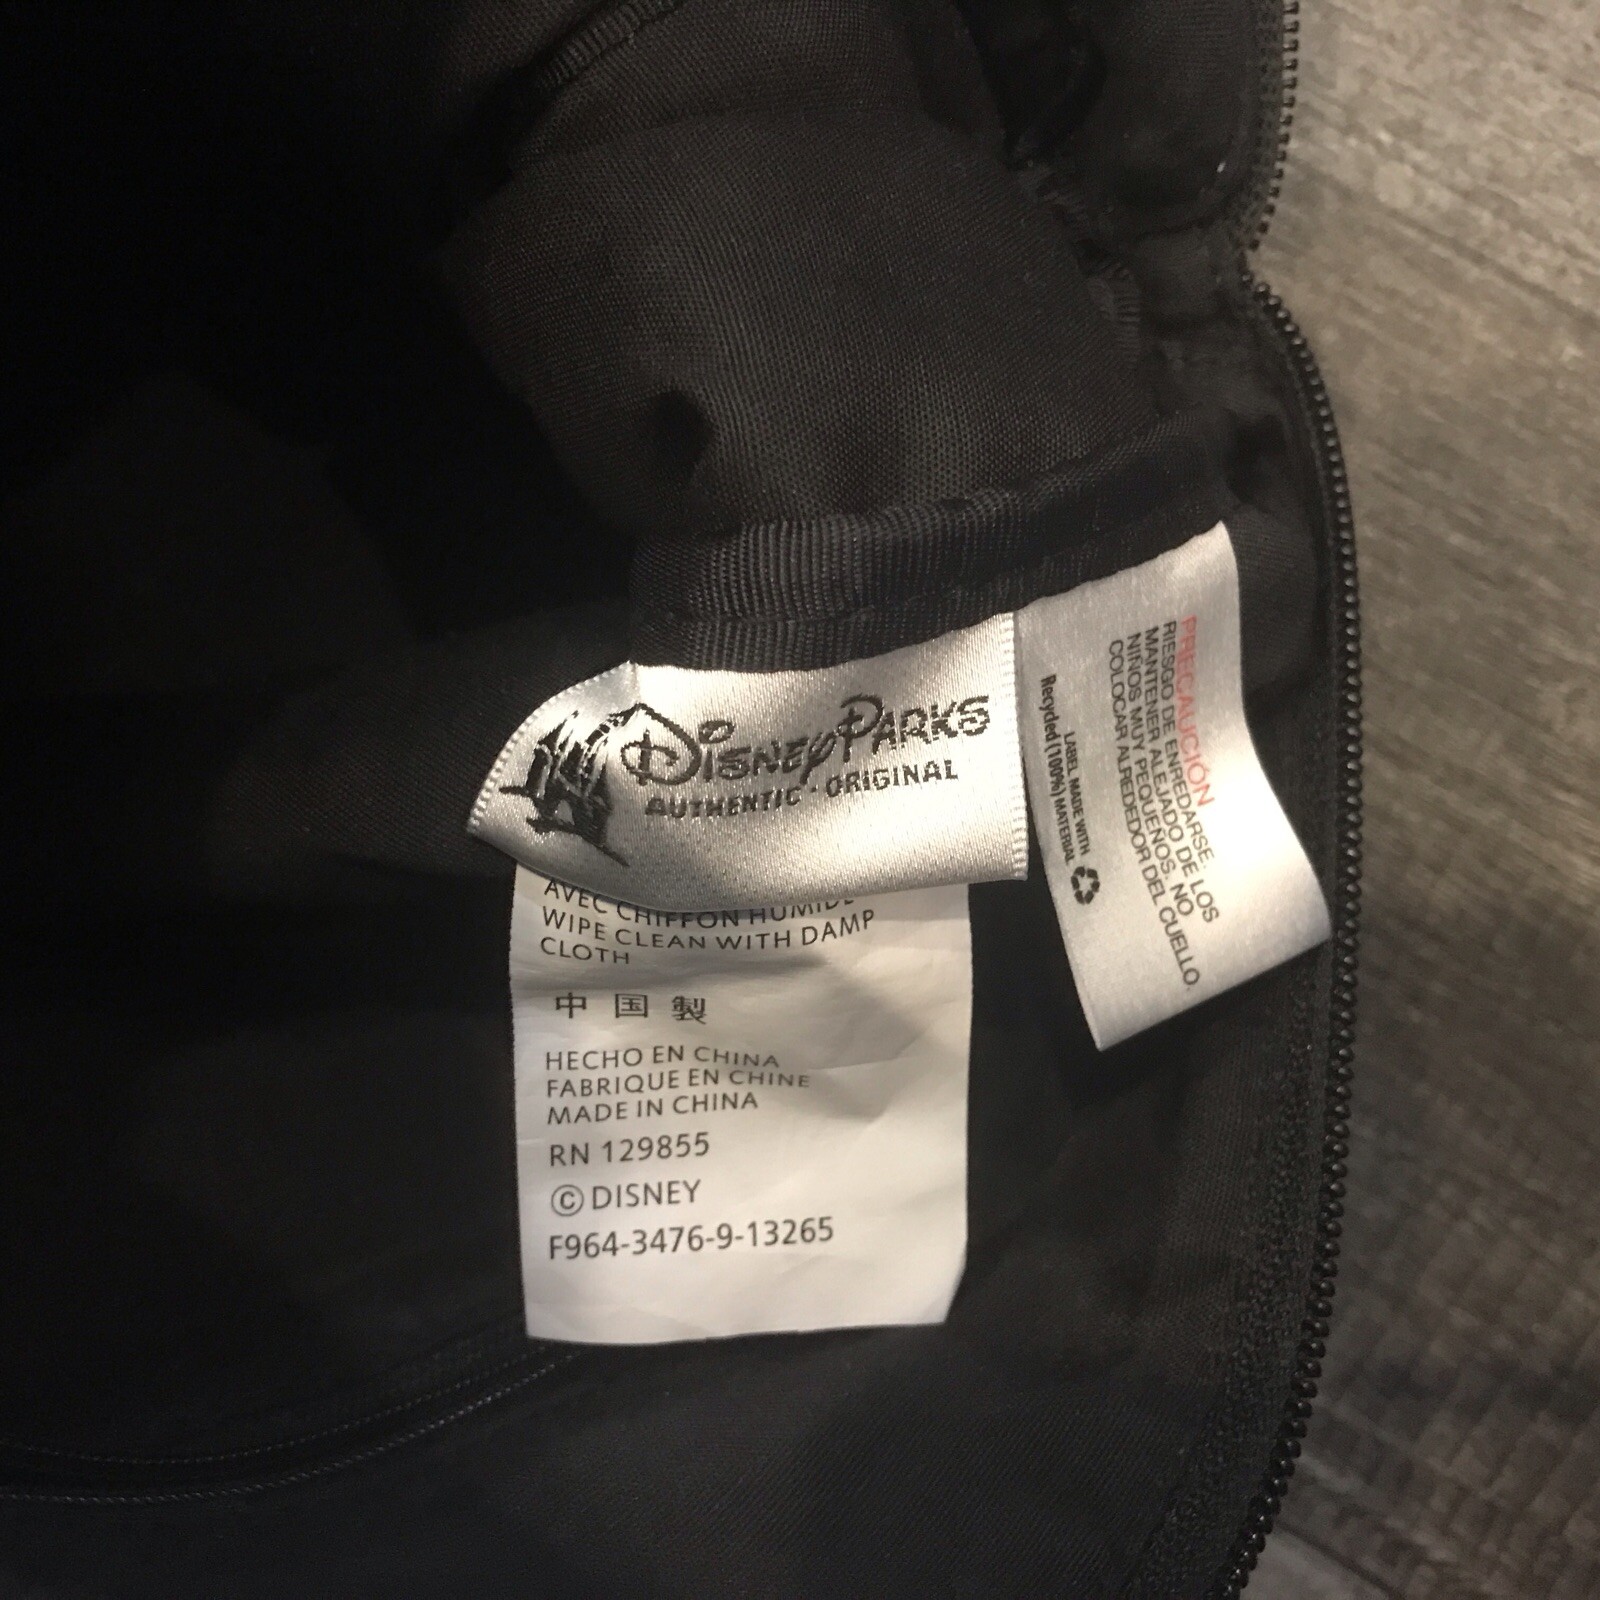 DISNEY PARKS
AUTHENTIC · ORIGINAL
AVEC CHIFFON HUMIDE
WIPE CLEAN WITH DAMP
CLOTH
中国製
HECHO EN CHINA
FABRIQUE EN CHINE
MADE IN CHINA
RN 129855
©DISNEY
F964-3476-9-13265
PRECAUCIÓN
RIESGO DE ENREDARSE.
MANTENER ALEJADO DE LOS
NIÑOS MUY PEQUEÑOS. NO
COLOCAR ALREDEDOR DEL CUELLO.
LABEL MADE WITH
Recycled (100%) MATERIAL